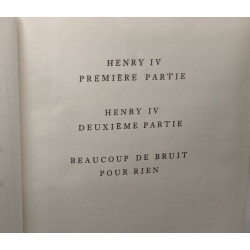 HENRY IV
PREMIÈRE PARTIE
HENRY IV
DEUXIÈME PARTIE
BEAUCOUP DE BRUIT
POUR RIEN